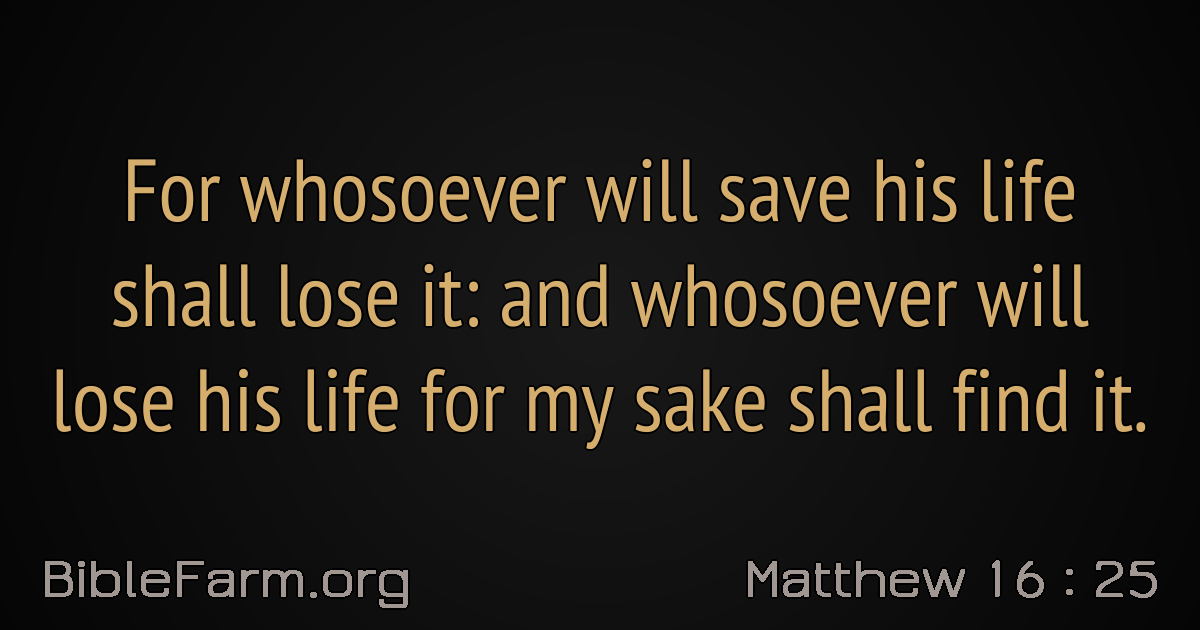 For whosoever will save his life
shall lose it: and whosoever will
lose his life for my sake shall find it.
BibleFarm.org
Matthew 16 : 25